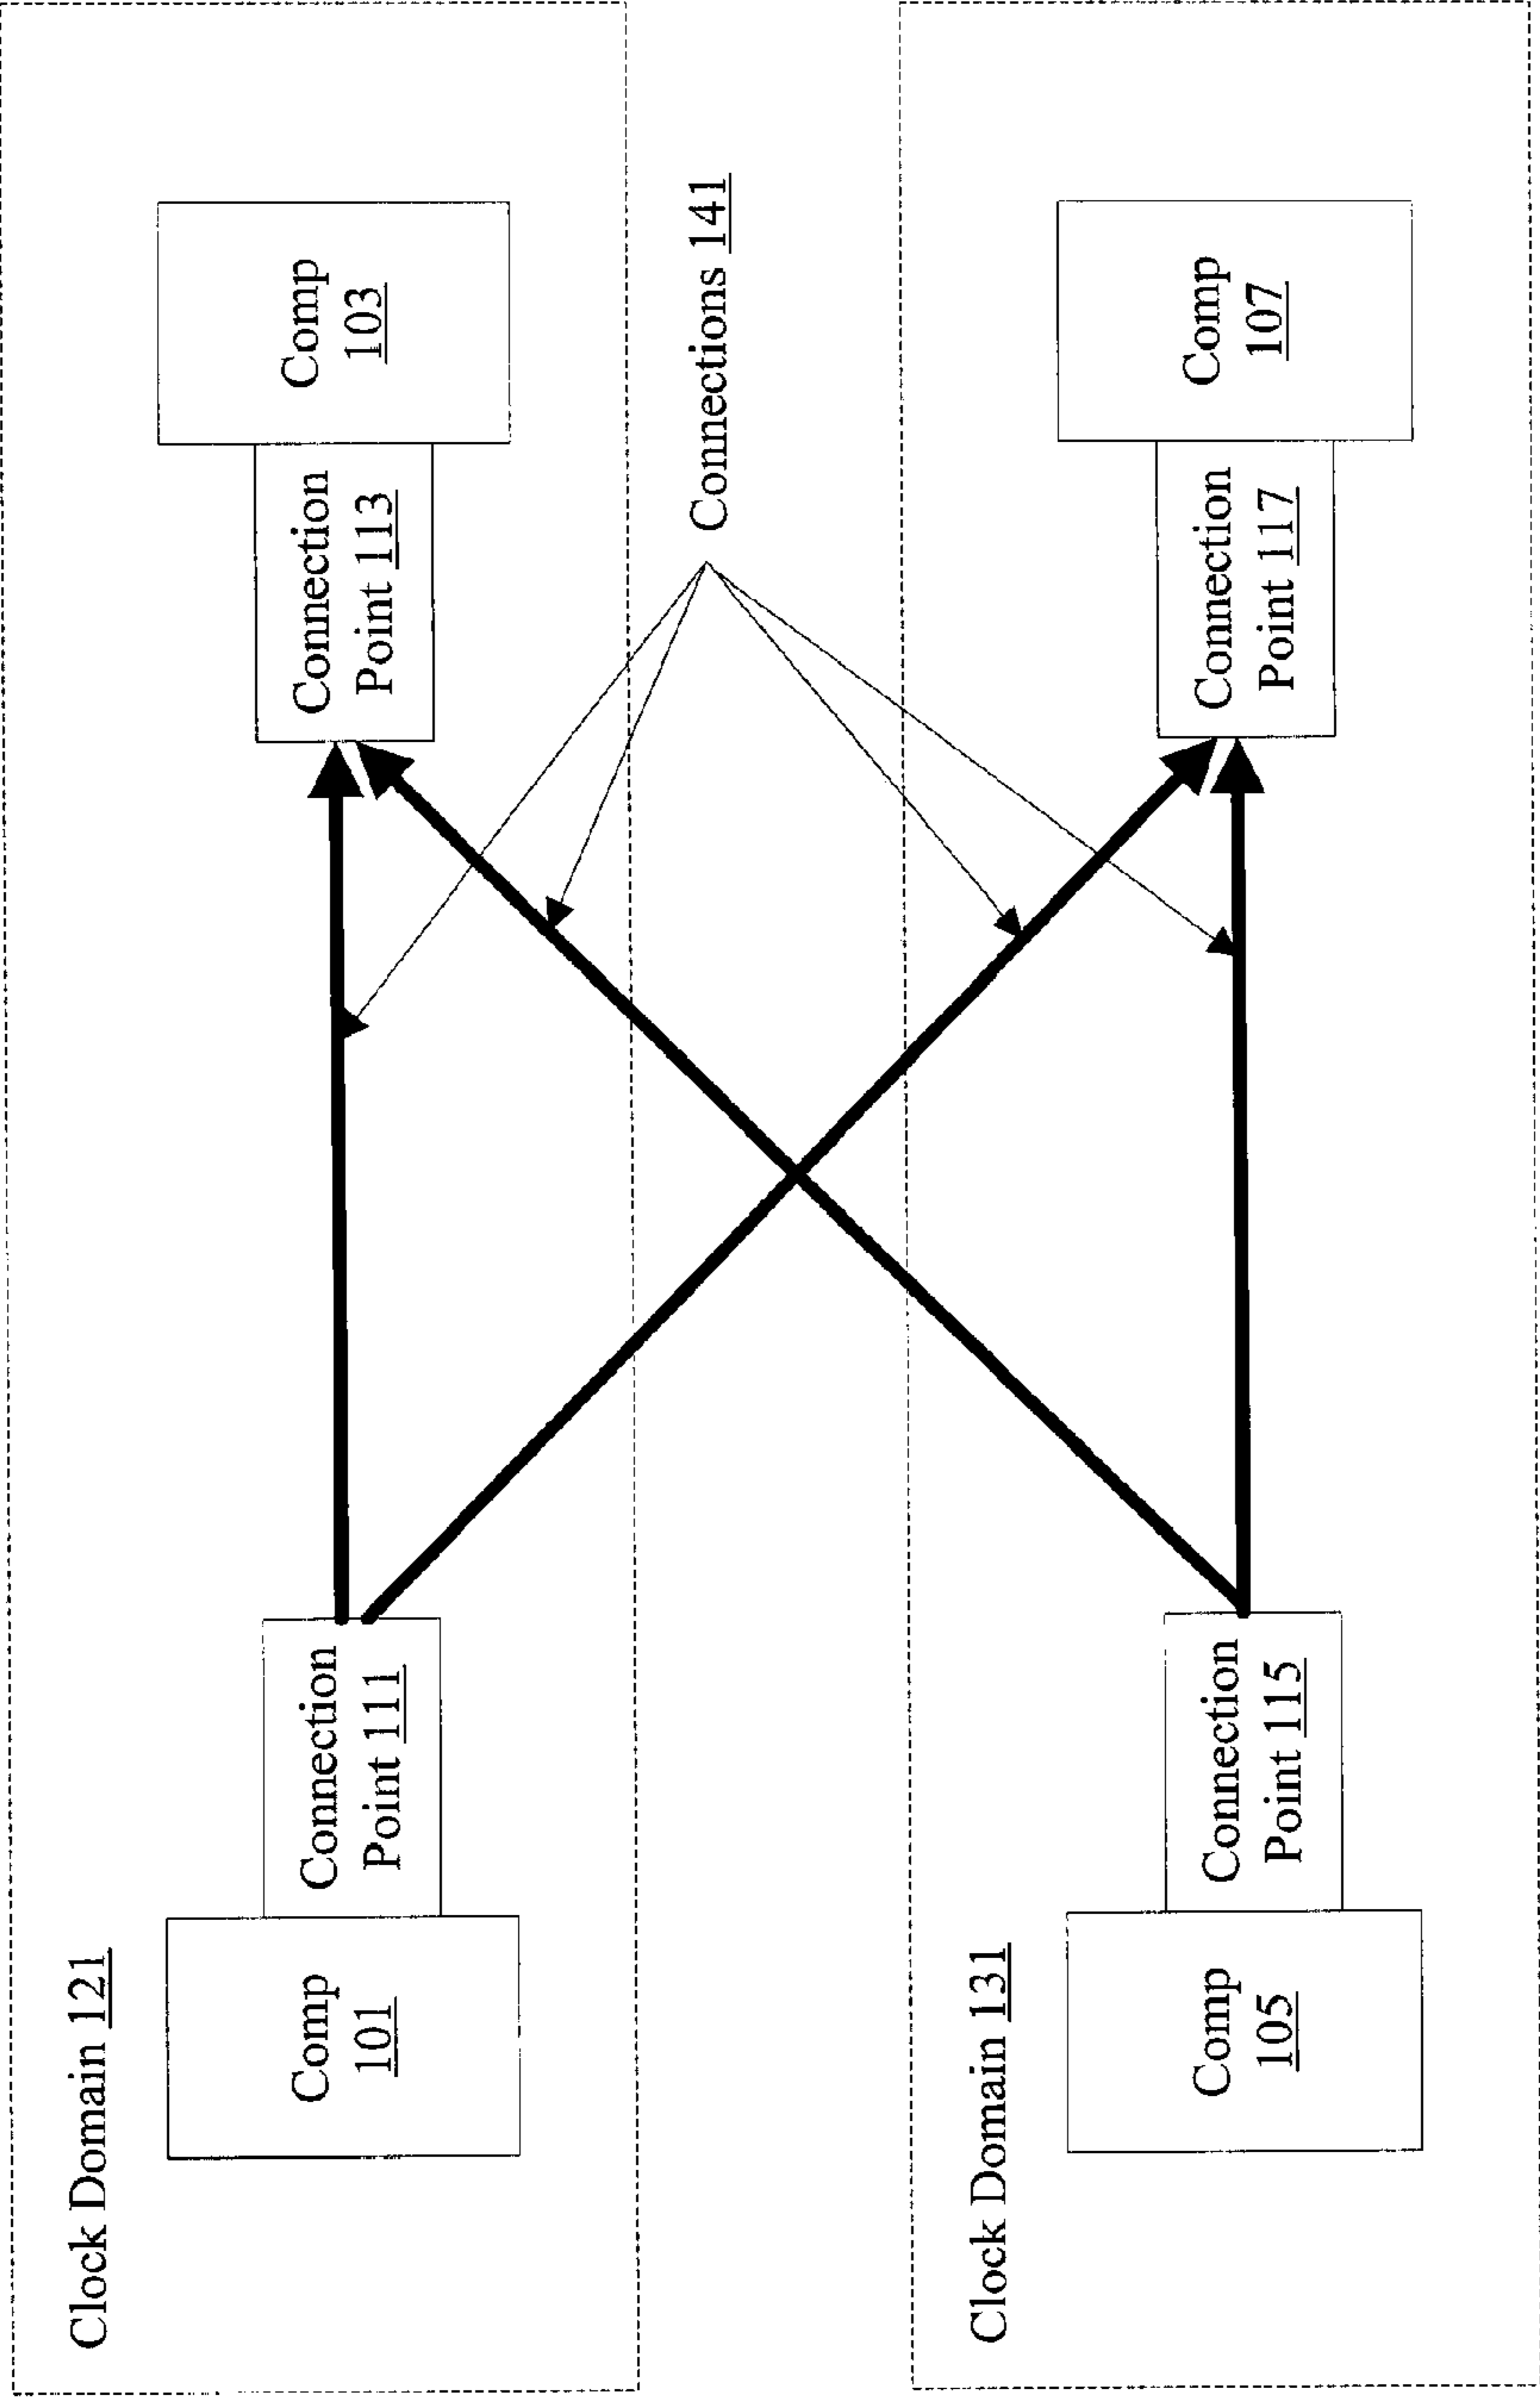 Clock Domain 121
Comp
101
Connection
Point 111
Connection
Point 113
Comp
103
Connections 141
Clock Domain 131
Comp
105
Connection
Point 115
Connection
Point 117
Comp
107